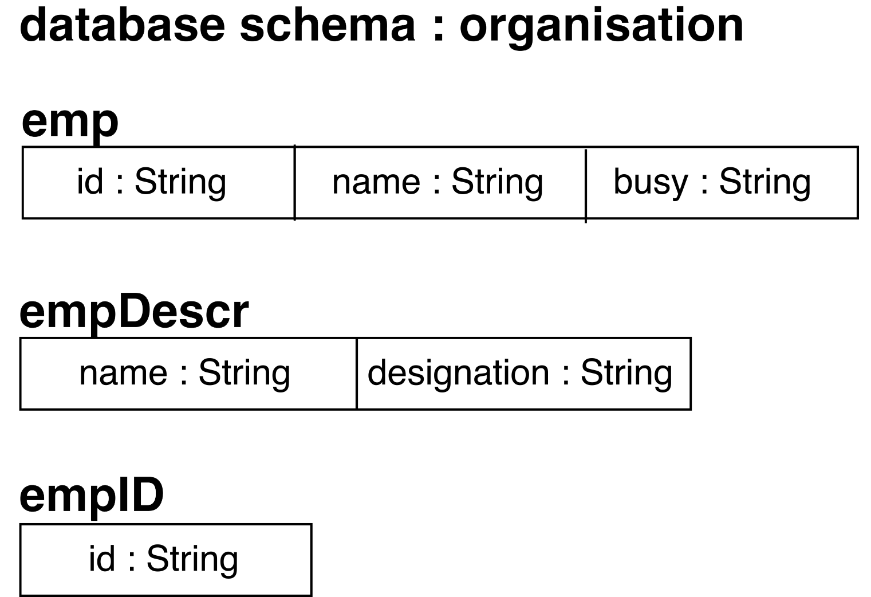 database schema : organisation
emp
id : String name : String busy : String
empDescr
name : String designation : String
empID
id : String